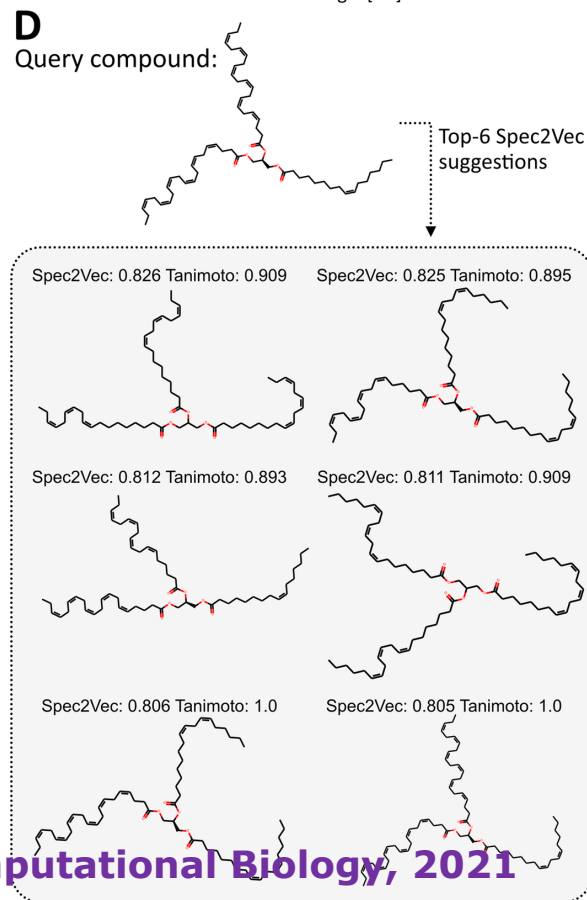 D
Query compound:
Top-6 Spec2Vec
suggestions
Spec2Vec: 0.826 Tanimoto: 0.909
Spec2Vec: 0.825 Tanimoto: 0.895
Spec2Vec: 0.812 Tanimoto: 0.893
Spec2Vec: 0.811 Tanimoto: 0.909
Spec2Vec: 0.806 Tanimoto: 1.0
Spec2Vec: 0.805 Tanimoto: 1.0
putational Biology, 2021